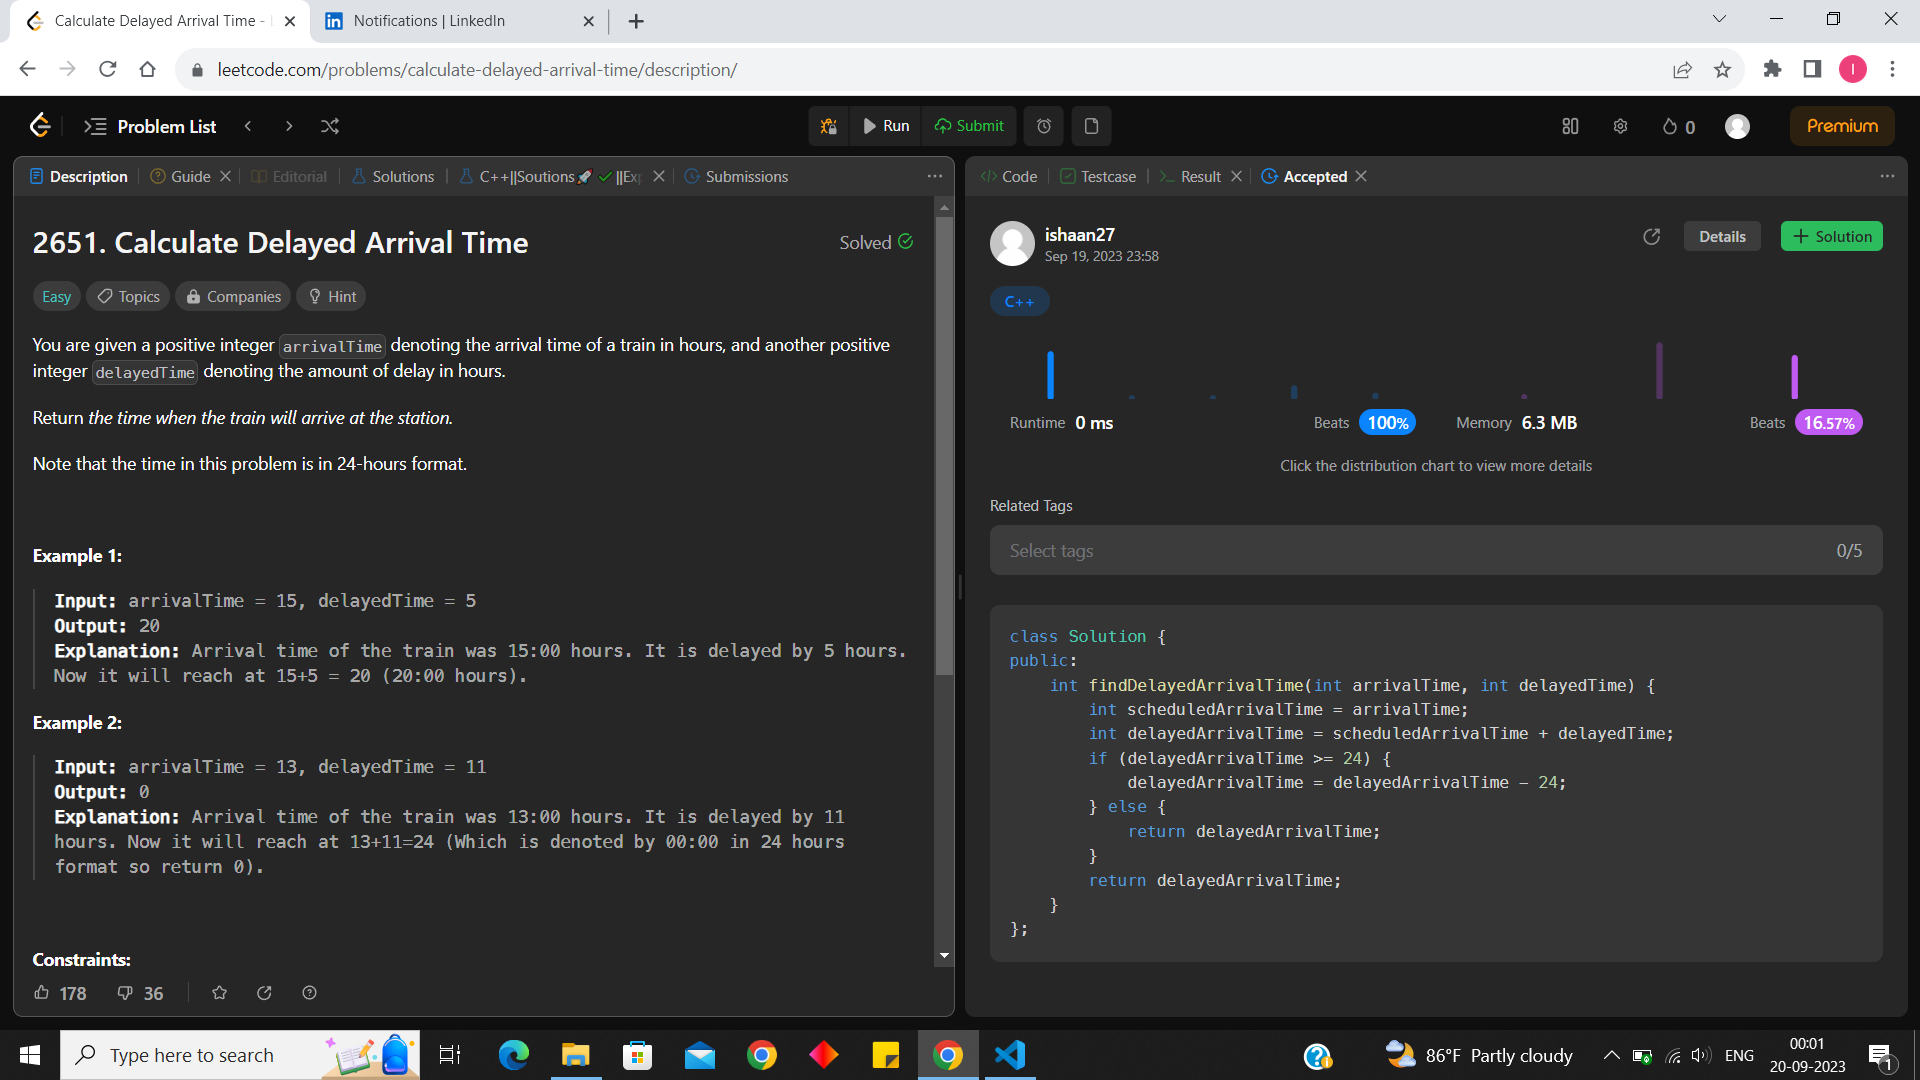 Calculate Delayed Arrival Time -
Notifications | LinkedIn
leetcode.com/problems/calculate-delayed-arrival-time/description/
I
Problem List
Run
Submit
0
Premium
Description
Guide
Editorial
Solutions
C++||Soutions🚀 ✅||Exp
Submissions
Code
Testcase
Result
Accepted
2651. Calculate Delayed Arrival Time
Solved
Easy
Topics
Companies
Hint
You are given a positive integer arrivalTime denoting the arrival time of a train in hours, and another positive
integer delayedTime denoting the amount of delay in hours.
Return the time when the train will arrive at the station.
Note that the time in this problem is in 24-hours format.
Example 1:
Input: arrivalTime = 15, delayedTime = 5
Output: 20
Explanation: Arrival time of the train was 15:00 hours. It is delayed by 5 hours.
Now it will reach at 15+5 = 20 (20:00 hours).
Example 2:
Input: arrivalTime = 13, delayedTime = 11
Output: 0
Explanation: Arrival time of the train was 13:00 hours. It is delayed by 11
hours. Now it will reach at 13+11=24 (Which is denoted by 00:00 in 24 hours
format so return 0).
Constraints:
178
36
ishaan27
Sep 19, 2023 23:58
Details
+ Solution
C++
Runtime 0 ms
Beats 100%
Memory 6.3 MB
Beats 16.57%
Click the distribution chart to view more details
Related Tags
Select tags
0/5
class Solution {
public:
    int findDelayedArrivalTime(int arrivalTime, int delayedTime) {
        int scheduledArrivalTime = arrivalTime;
        int delayedArrivalTime = scheduledArrivalTime + delayedTime;
        if (delayedArrivalTime >= 24) {
            delayedArrivalTime = delayedArrivalTime - 24;
        } else {
            return delayedArrivalTime;
        }
        return delayedArrivalTime;
    }
};
Type here to search
86°F Partly cloudy
ENG
00:01
20-09-2023
1